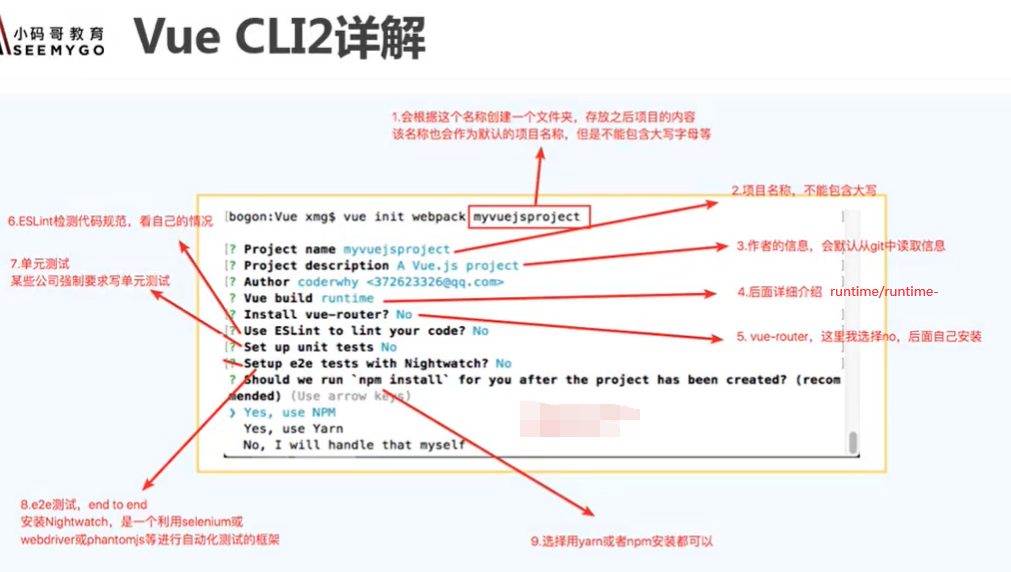 小码哥教育
SEEMYGO
Vue CLI2详解
1.会根据这个名称创建一个文件夹，存放之后项目的内容
该名称也会作为默认的项目名称，但是不能包含大写字母等
2.项目名称，不能包含大写
6.ESLint检测代码规范，看自己的情况
[bogon:Vue xmg$ vue init webpack myvuejsproject ]
3.作者的信息，会默认从git中读取信息
7.单元测试
某些公司强制要求写单元测试
[? Project name myvuejsproject
[? Project description A Vue.js project ]
[? Author coderwhy <372623326@qq.com> ]
? Vue build runtime
4.后面详细介绍 runtime/runtime-
[? Install vue-router? No ]
[? Use ESLint to lint your code? No ]
5. vue-router，这里我选择no，后面自己安装
[? Set up unit tests No ]
[? Setup e2e tests with Nightwatch? No ]
? Should we run `npm install` for you after the project has been created? (recom
mended) (Use arrow keys)
❯ Yes, use NPM
Yes, use Yarn
No, I will handle that myself
8.e2e测试，end to end
安装Nightwatch，是一个利用selenium或
webdriver或phantomjs等进行自动化测试的框架
9.选择用yarn或者npm安装都可以